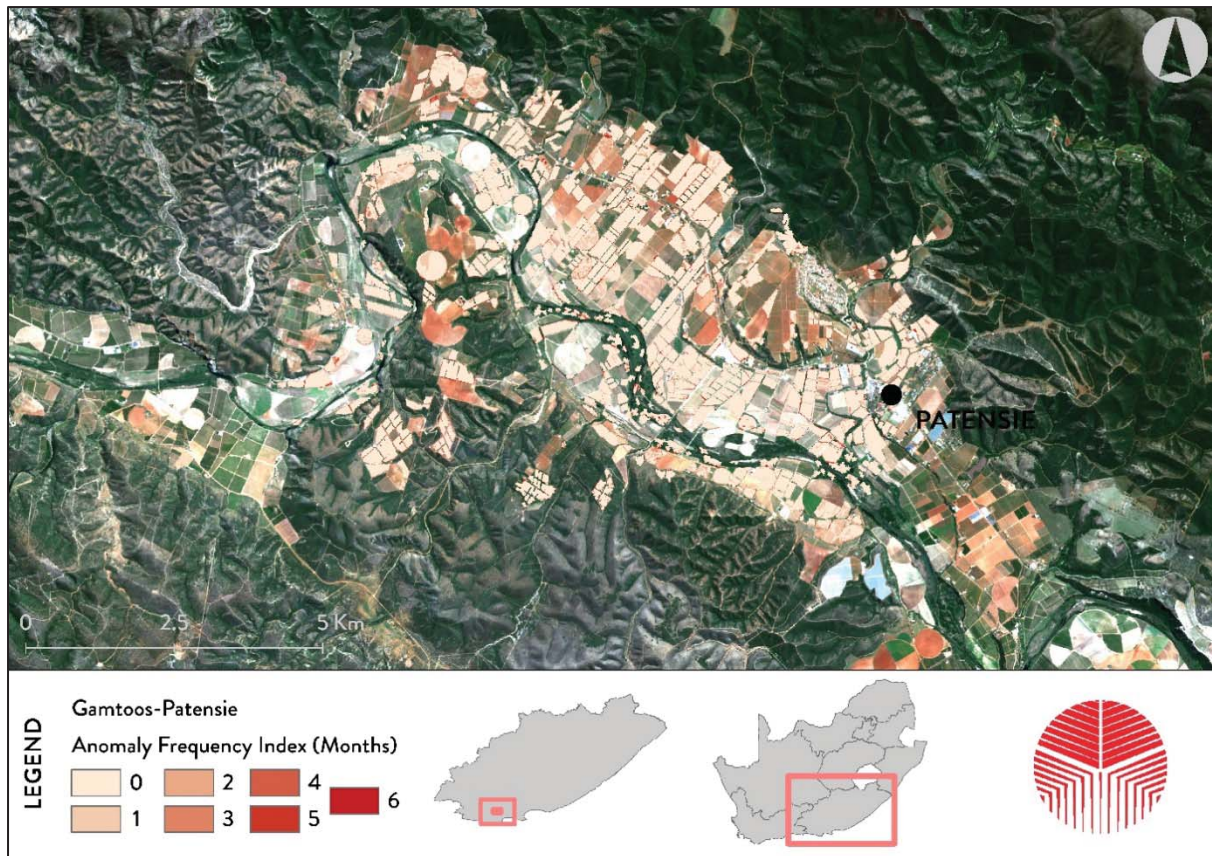 PATENSIE
0 2.5 5 Km
LEGEND
Gamtoos-Patensie
Anomaly Frequency Index (Months)
0 2 4 6
1 3 5